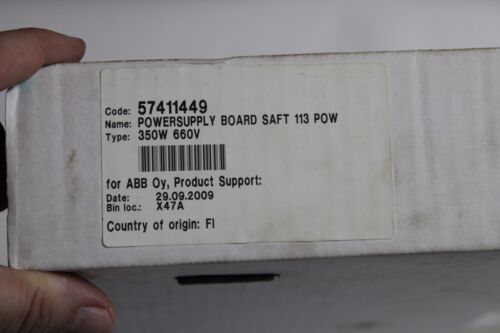 Code: 57411449
Name: POWERSUPPLY BOARD SAFT 113 POW
Type: 350W 660V
for ABB Oy, Product Support:
Date: 29.09.2009
Bin loc.: X47A
Country of origin: FI